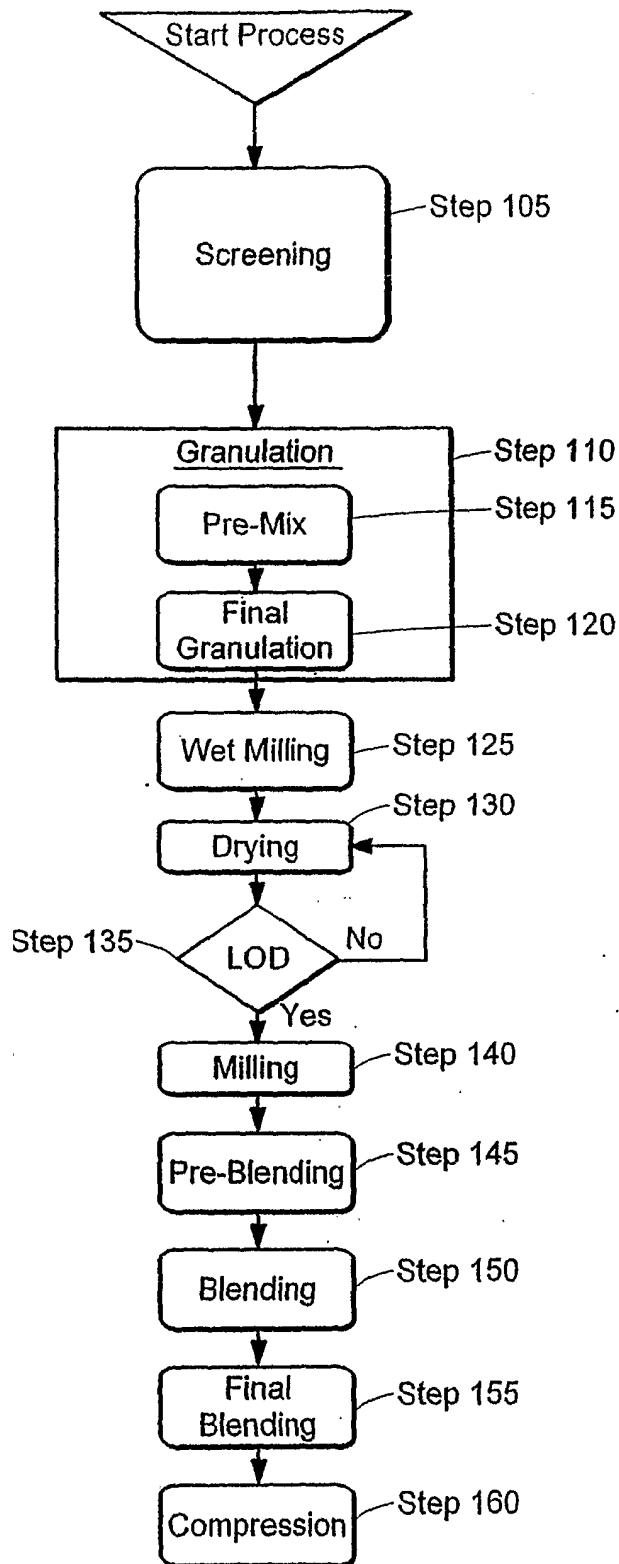 Start Process
Step 105
Screening
Granulation
Step 110
Pre-Mix
Step 115
Final
Granulation
Step 120
Wet Milling
Step 125
Step 130
Drying
Step 135
LOD
No
Yes
Milling
Step 140
Pre-Blending
Step 145
Blending
Step 150
Final
Blending
Step 155
Compression
Step 160